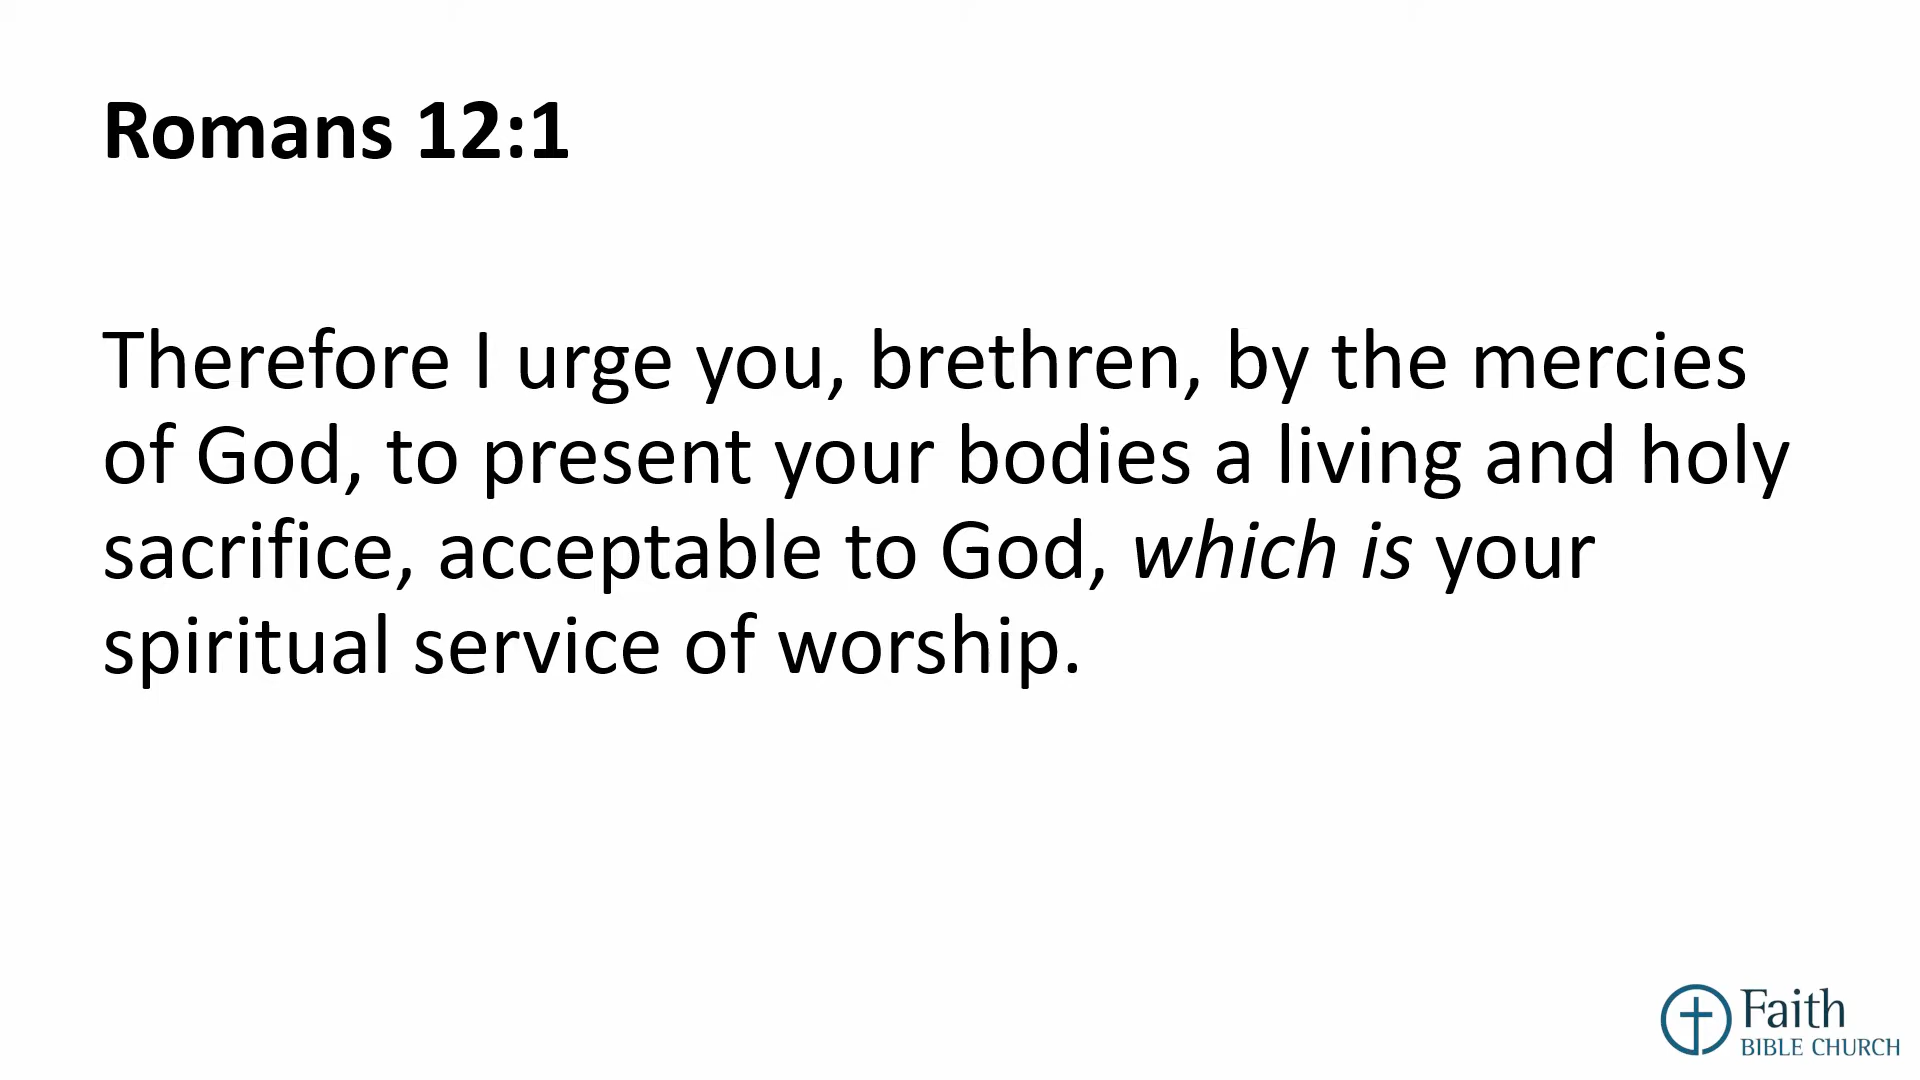 Romans 12:1
Therefore I urge you, brethren, by the mercies
of God, to present your bodies a living and holy
sacrifice, acceptable to God, which is your
spiritual service of worship.
Faith
BIBLE CHURCH